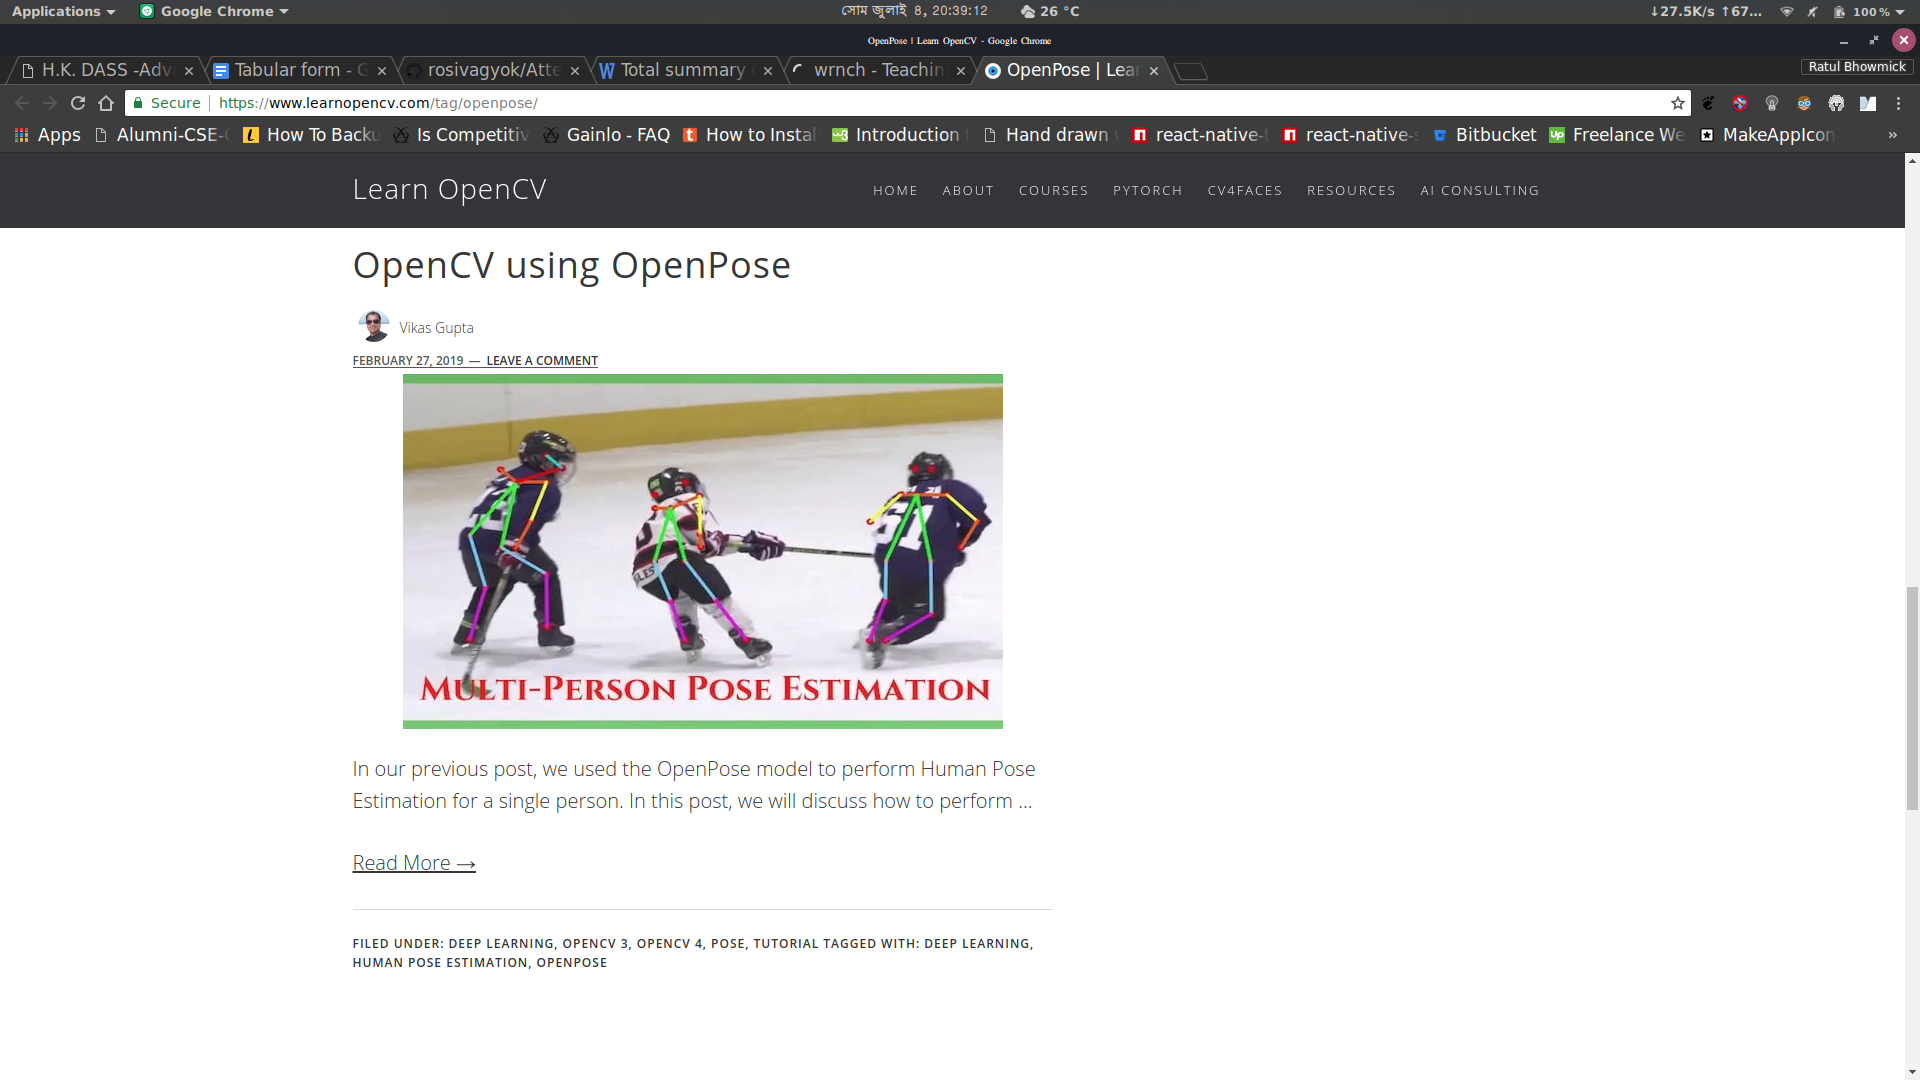 Applications
Google Chrome
সোম জুলাই 8, 20:39:12
26 °C
↓27.5K/s ↑67...
100 %
OpenPose | Learn OpenCV - Google Chrome
H.K. DASS -Adv
Tabular form - G
rosivagyok/Atte
Total summary
wrnch - Teachin
OpenPose | Lear
Ratul Bhowmick
Secure
https://www.learnopencv.com/tag/openpose/
Apps
Alumni-CSE-
How To Backu
Is Competitiv
Gainlo - FAQ
How to Instal
Introduction
Hand drawn
react-native-
react-native-s
Bitbucket
Freelance We
MakeAppIcon
»
Learn OpenCV
HOME
ABOUT
COURSES
PYTORCH
CV4FACES
RESOURCES
AI CONSULTING
OpenCV using OpenPose
Vikas Gupta
FEBRUARY 27, 2019 — LEAVE A COMMENT
51
MULTI-PERSON POSE ESTIMATION
In our previous post, we used the OpenPose model to perform Human Pose
Estimation for a single person. In this post, we will discuss how to perform ...
Read More →
FILED UNDER: DEEP LEARNING, OPENCV 3, OPENCV 4, POSE, TUTORIAL TAGGED WITH: DEEP LEARNING,
HUMAN POSE ESTIMATION, OPENPOSE